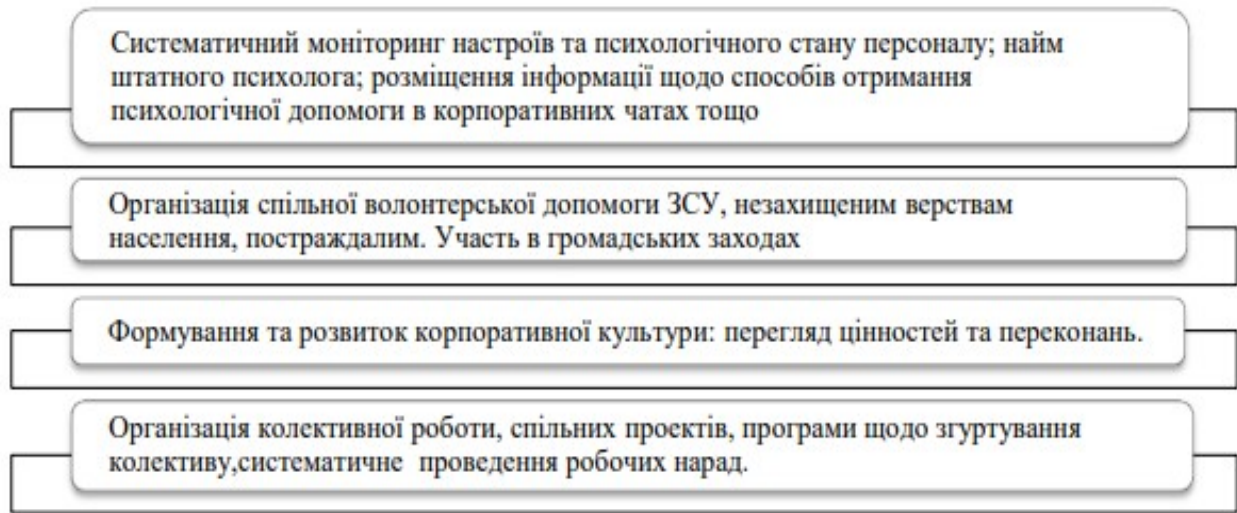 Систематичний моніторинг настроїв та психологічного стану персоналу; найм
штатного психолога; розміщення інформації щодо способів отримання
психологічної допомоги в корпоративних чатах тощо
Організація спільної волонтерської допомоги ЗСУ, незахищеним верствам
населення, постраждалим. Участь в громадських заходах
Формування та розвиток корпоративної культури: перегляд цінностей та переконань.
Організація колективної роботи, спільних проектів, програми щодо згуртування
колективу,систематичне  проведення робочих нарад.